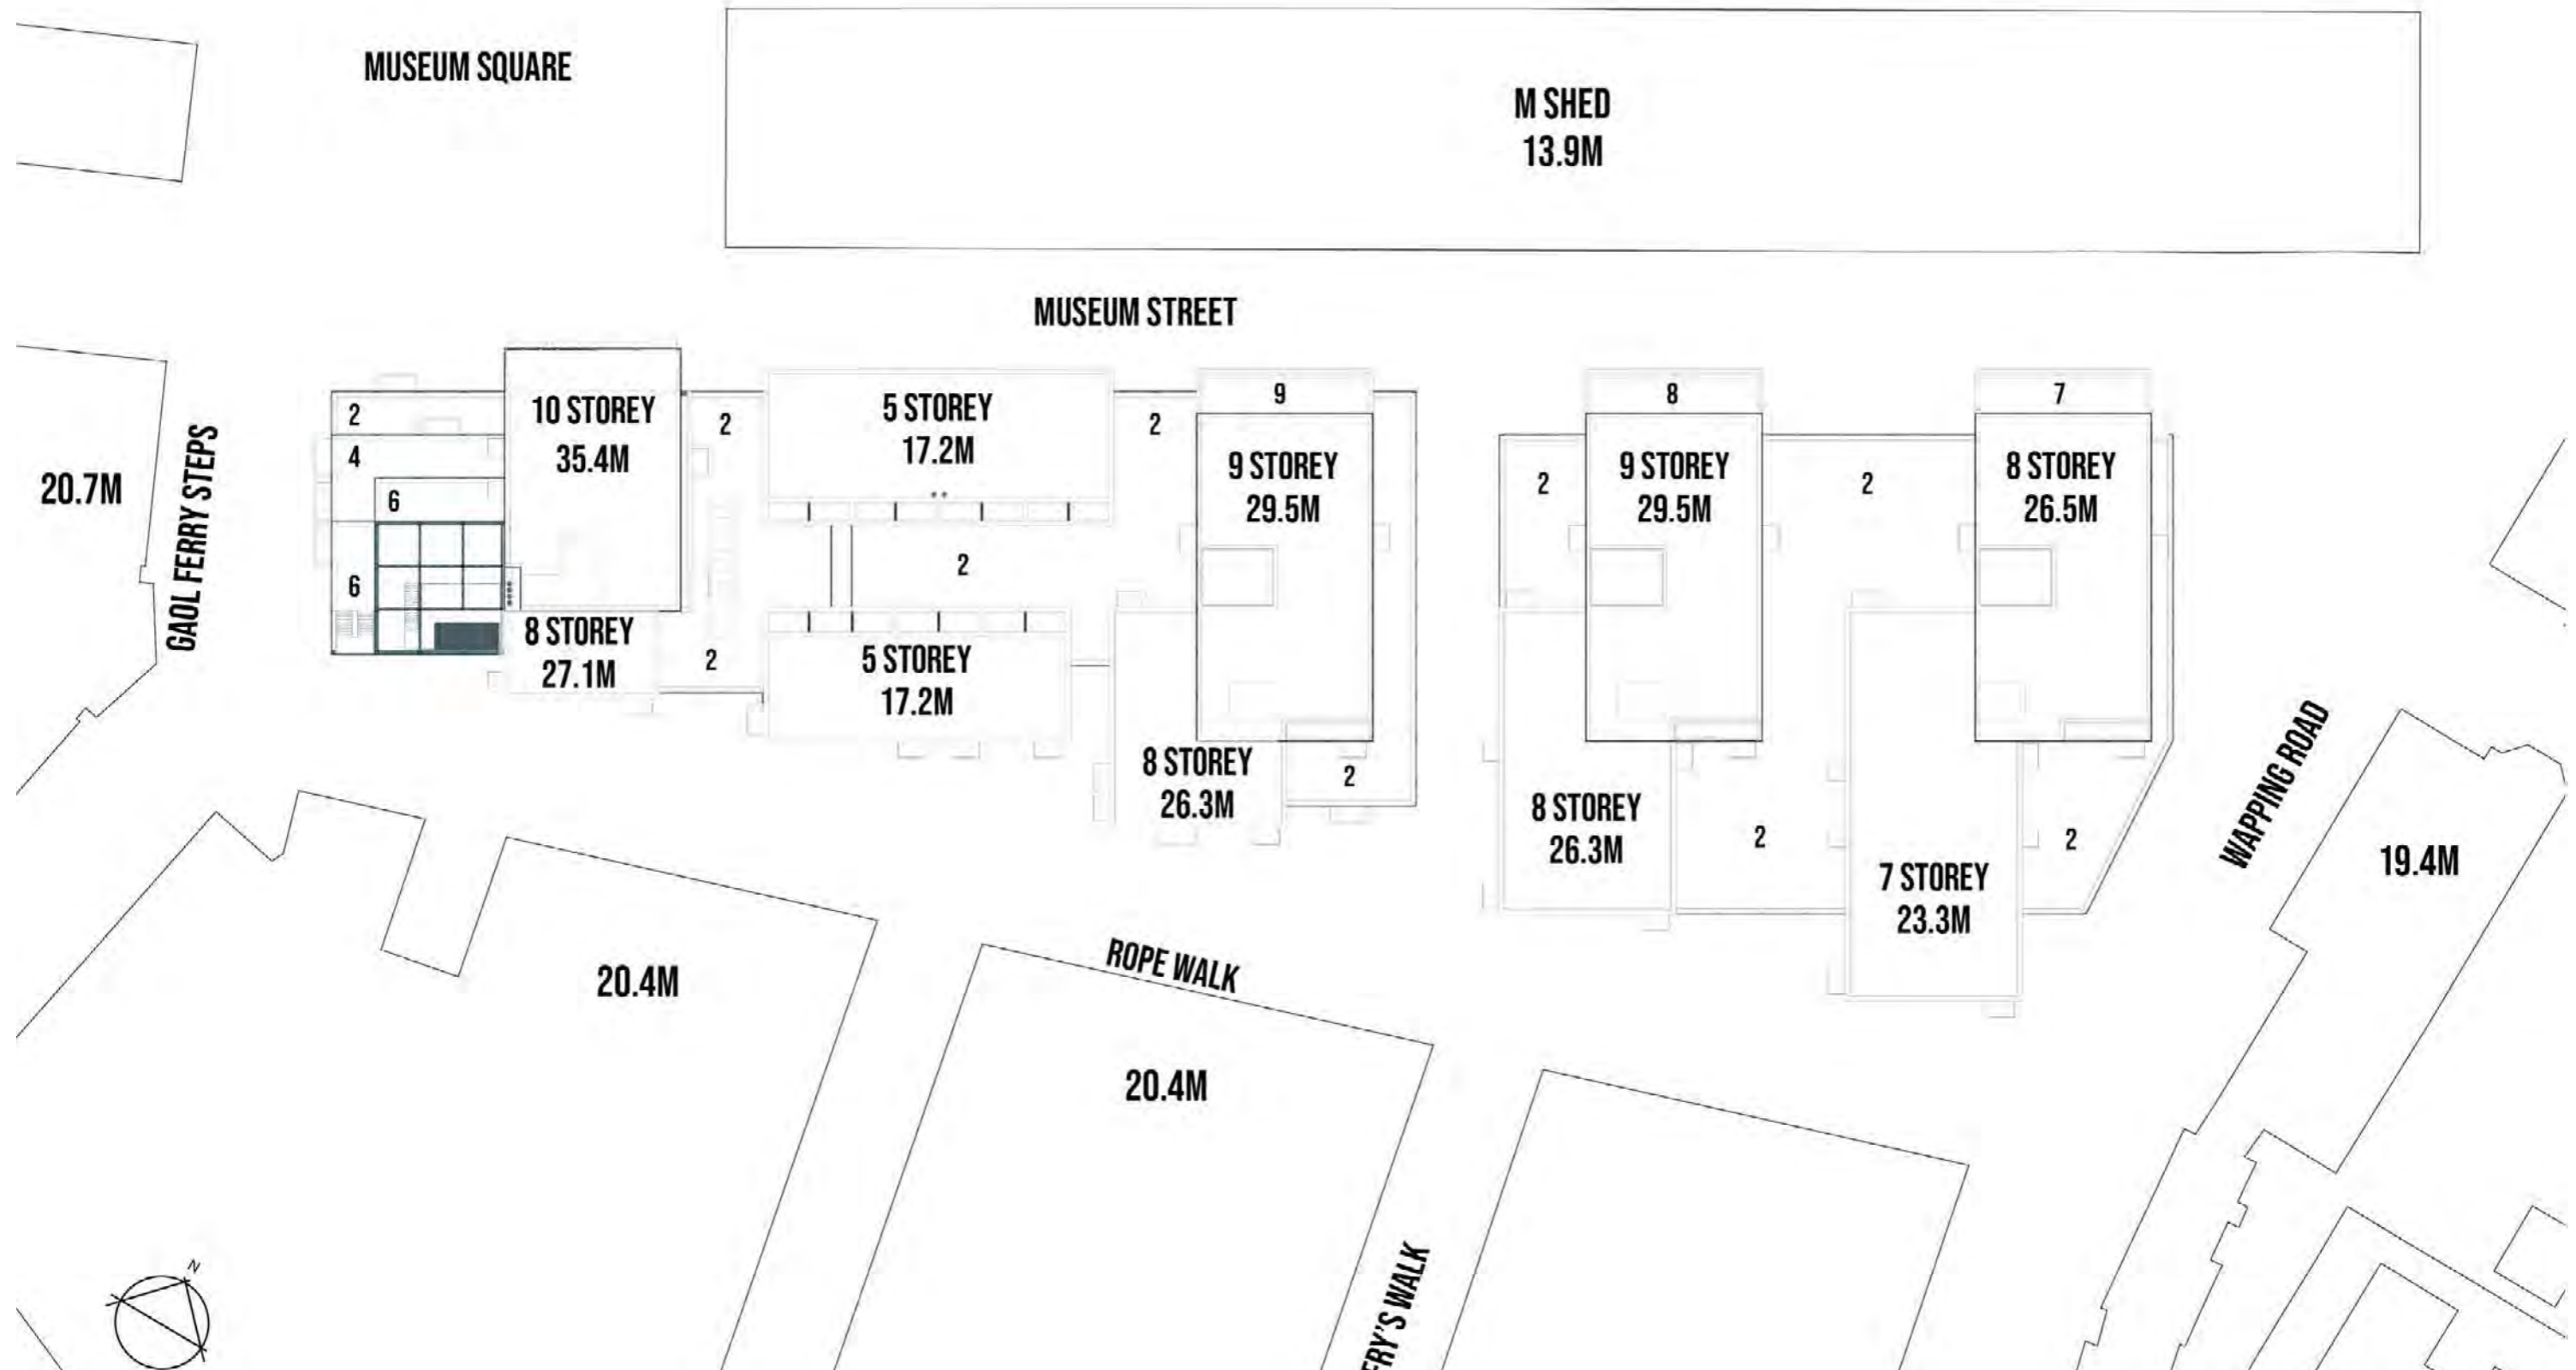 MUSEUM SQUARE
M SHED
13.9M
MUSEUM STREET
GAOL FERRY STEPS
20.7M
2
4
6
6
10 STOREY
35.4M
8 STOREY
27.1M
2
2
5 STOREY
17.2M
2
5 STOREY
17.2M
2
9
9 STOREY
29.5M
8 STOREY
26.3M
2
2
8
9 STOREY
29.5M
8 STOREY
26.3M
2
2
7
8 STOREY
26.5M
7 STOREY
23.3M
2
WAPPING ROAD
19.4M
ROPE WALK
20.4M
20.4M
RY'S WALK
N